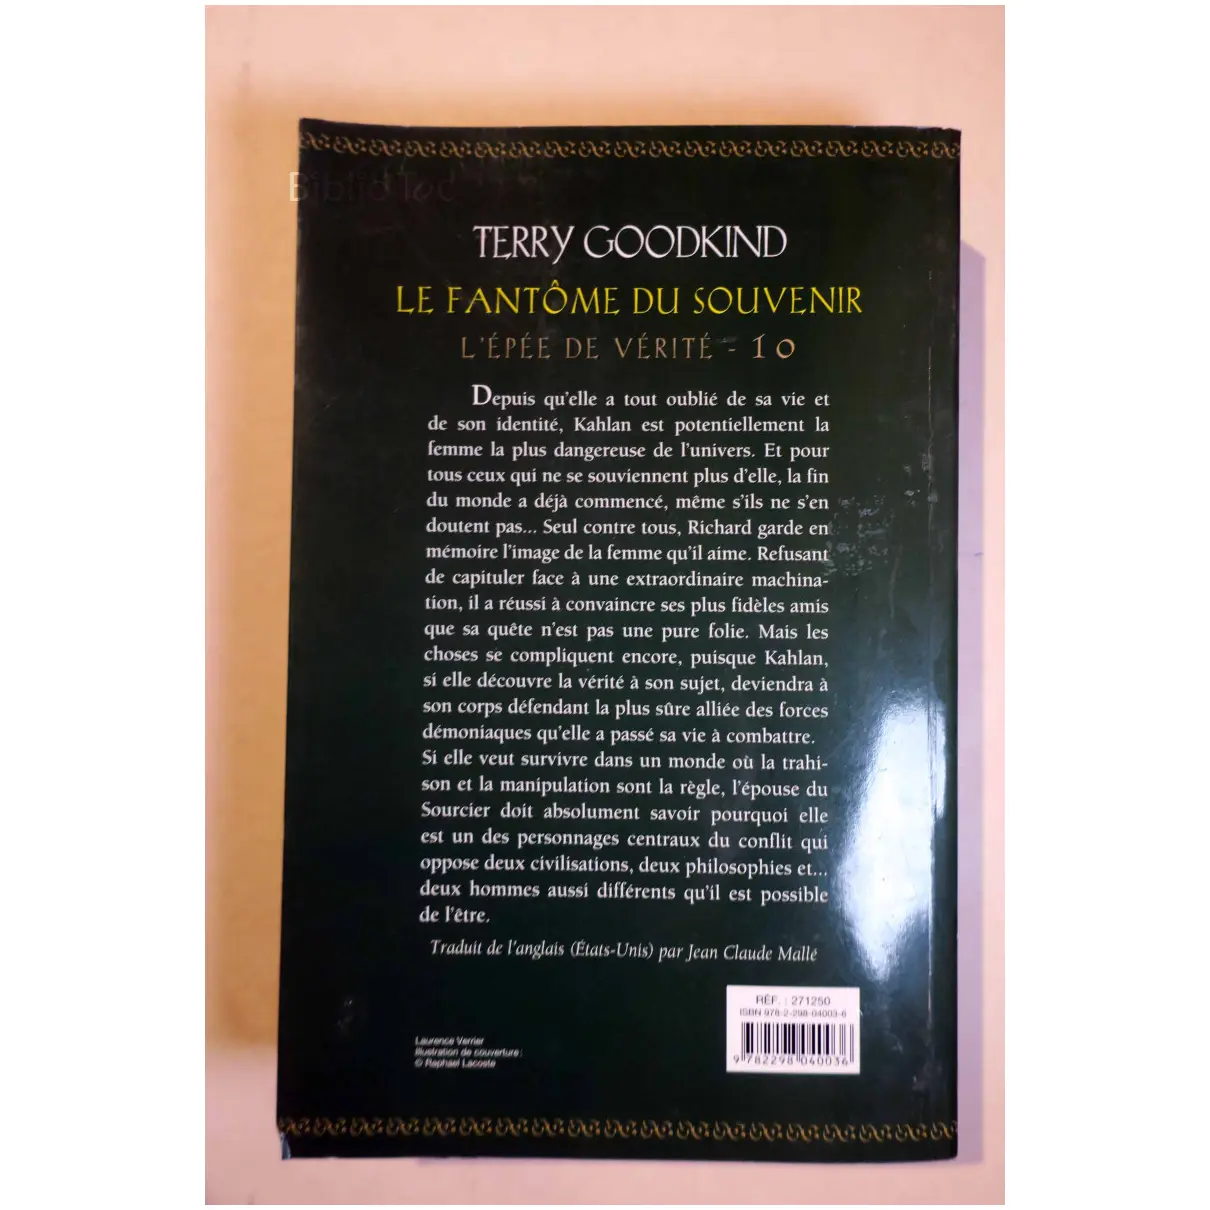 Biblio Tod
TERRY GOODKIND
LE FANTÔME DU SOUVENIR
L'ÉPÉE DE VÉRITÉ - 10
Depuis qu'elle a tout oublié de sa vie et
de son identité, Kahlan est potentiellement la
femme la plus dangereuse de l'univers. Et pour
tous ceux qui ne se souviennent plus d'elle, la fin
du monde a déjà commencé, même s'ils ne s'en
doutent pas... Seul contre tous, Richard garde en
mémoire l'image de la femme qu'il aime. Refusant
de capituler face à une extraordinaire machina-
tion, il a réussi à convaincre ses plus fidèles amis
que sa quête n'est pas une pure folie. Mais les
choses se compliquent encore, puisque Kahlan,
si elle découvre la vérité à son sujet, deviendra à
son corps défendant la plus sûre alliée des forces
démoniaques qu'elle a passé sa vie à combattre.
Si elle veut survivre dans un monde où la trahi-
son et la manipulation sont la règle, l'épouse du
Sourcier doit absolument savoir pourquoi elle
est un des personnages centraux du conflit qui
oppose deux civilisations, deux philosophies et...
deux hommes aussi différents qu'il est possible
de l'être.
Traduit de l'anglais (États-Unis) par Jean Claude Mallé
RÉF. : 271250
ISBN 978-2-298-04003-6
9 782298 040036
Laurence Verrier
Illustration de couverture :
© Raphael Lacoste